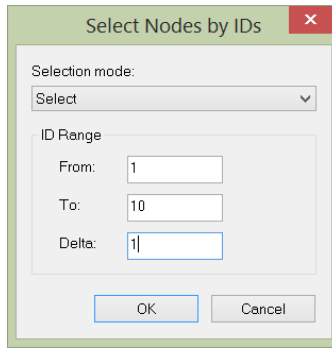 Select Nodes by IDs
Selection mode:
Select
ID Range
From: 1
To: 10
Delta: 1
OK Cancel